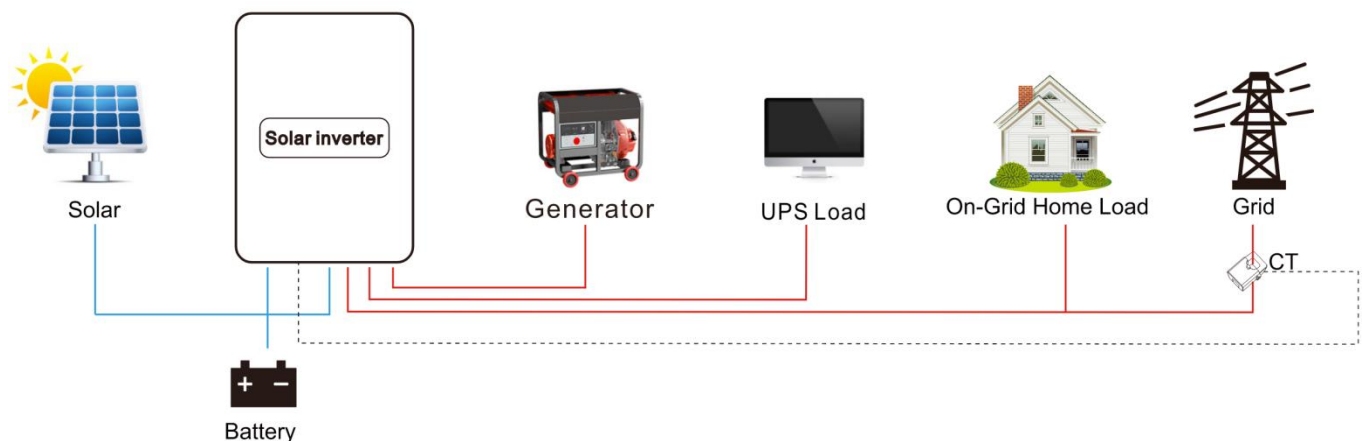 Solar inverter
Solar
Generator
UPS Load
On-Grid Home Load
Grid
CT
Battery